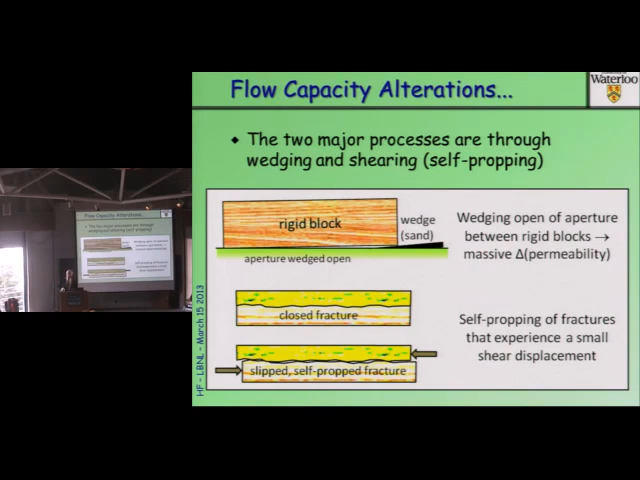 Flow Capacity Alterations...
Waterloo
◆ The two major processes are through
wedging and shearing (self-propping)
rigid block
wedge
(sand)
aperture wedged open
Wedging open of aperture
between rigid blocks →
massive Δ(permeability)
closed fracture
slipped, self-propped fracture
Self-propping of fractures
that experience a small
shear displacement
HF – LBNL – March 15 2013